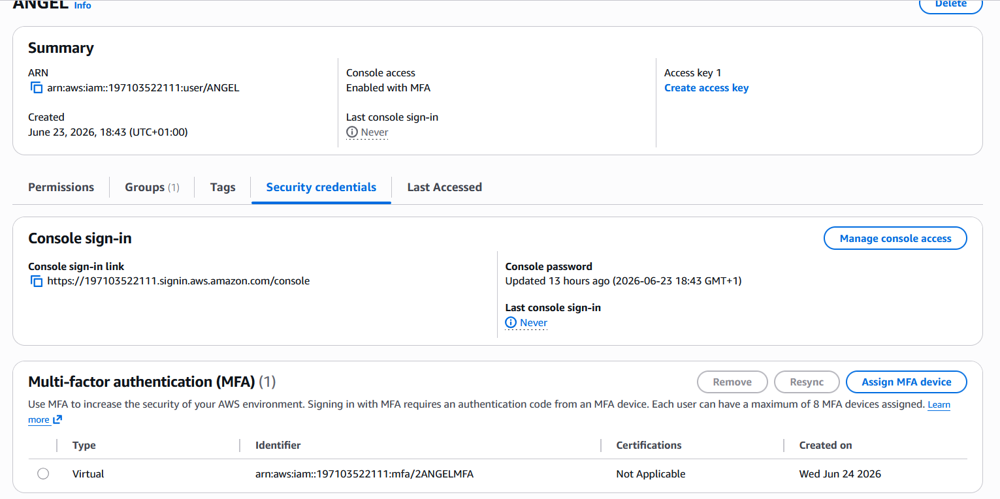 ANGEL Info
Delete
Summary
ARN
arn:aws:iam::197103522111:user/ANGEL
Created
June 23, 2026, 18:43 (UTC+01:00)
Console access
Enabled with MFA
Last console sign-in
Never
Access key 1
Create access key
Permissions
Groups (1)
Tags
Security credentials
Last Accessed
Console sign-in
Manage console access
Console sign-in link
https://197103522111.signin.aws.amazon.com/console
Console password
Updated 13 hours ago (2026-06-23 18:43 GMT+1)
Last console sign-in
Never
Multi-factor authentication (MFA) (1)
Remove
Resync
Assign MFA device
Use MFA to increase the security of your AWS environment. Signing in with MFA requires an authentication code from an MFA device. Each user can have a maximum of 8 MFA devices assigned. Learn
more
Type
Identifier
Certifications
Created on
Virtual
arn:aws:iam::197103522111:mfa/2ANGELMFA
Not Applicable
Wed Jun 24 2026